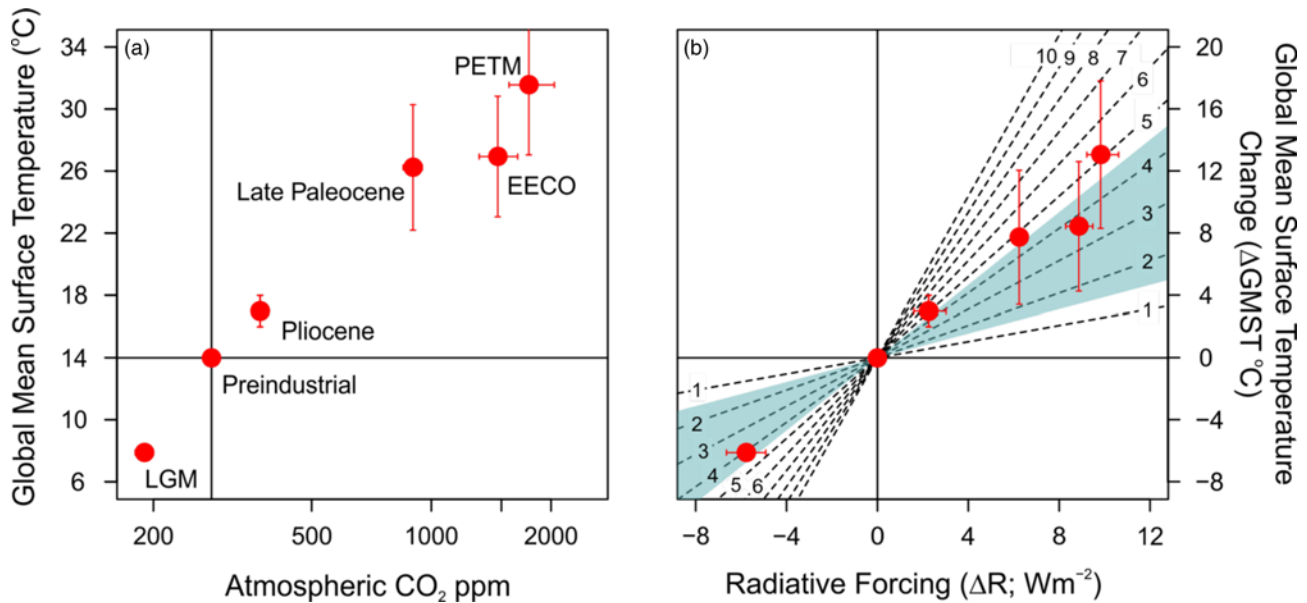 (a)
Global Mean Surface Temperature (°C)
34
30
26
22
18
14
10
6
PETM
Late Paleocene
EECO
Pliocene
Preindustrial
LGM
200
500
1000
2000
Atmospheric CO₂ ppm
(b)
10 9 8 7
6
5
4
3
2
1
1
2
3
4
5 6
20
16
12
8
4
0
−4
−8
Global Mean Surface Temperature
Change (ΔGMST °C)
−8
−4
0
4
8
12
Radiative Forcing (ΔR; Wm⁻²)